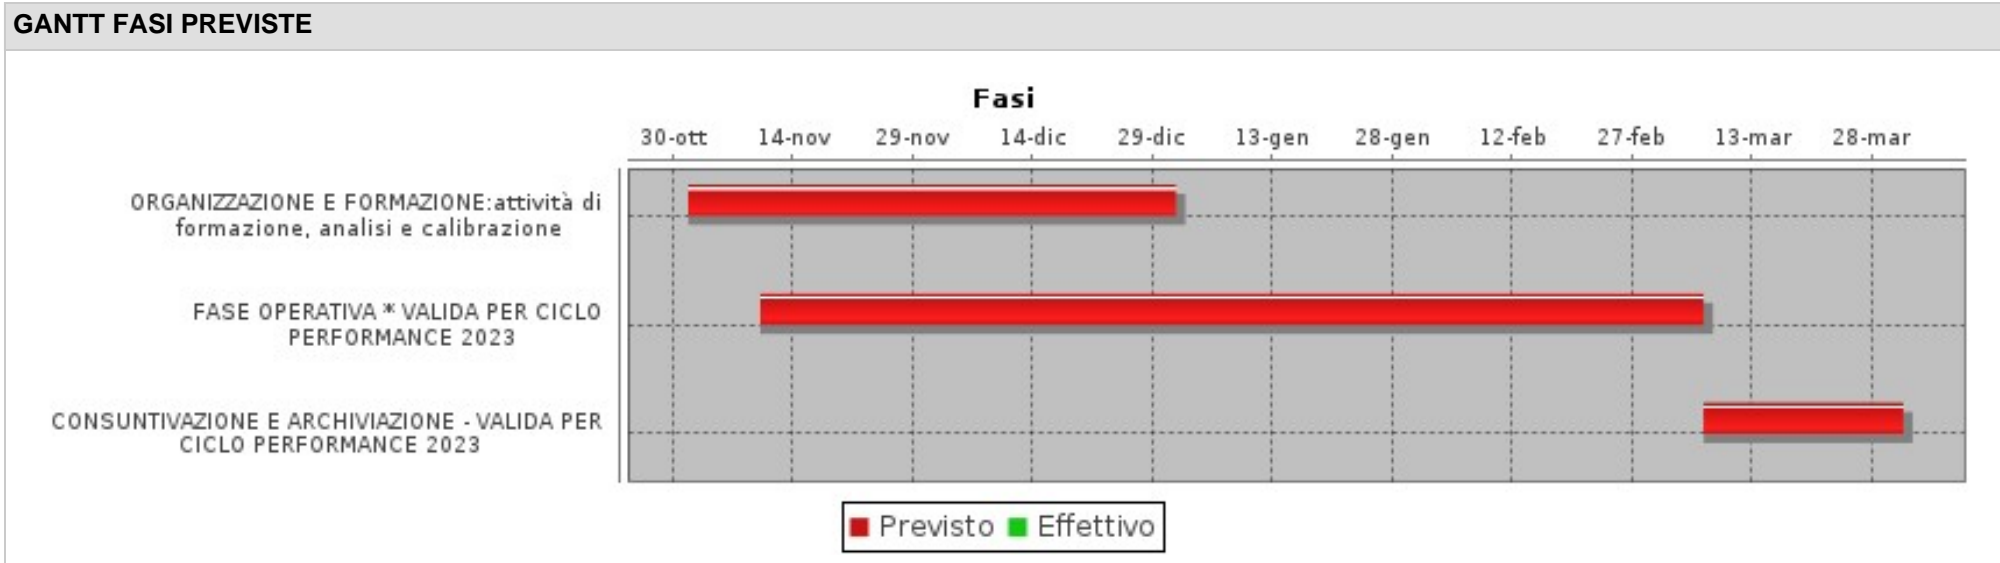 GANTT FASI PREVISTE
Fasi
30-ott 14-nov 29-nov 14-dic 29-dic 13-gen 28-gen 12-feb 27-feb 13-mar 28-mar
ORGANIZZAZIONE E FORMAZIONE:attività di
formazione, analisi e calibrazione
FASE OPERATIVA * VALIDA PER CICLO
PERFORMANCE 2023
CONSUNTIVAZIONE E ARCHIVIAZIONE - VALIDA PER
CICLO PERFORMANCE 2023
Previsto Effettivo